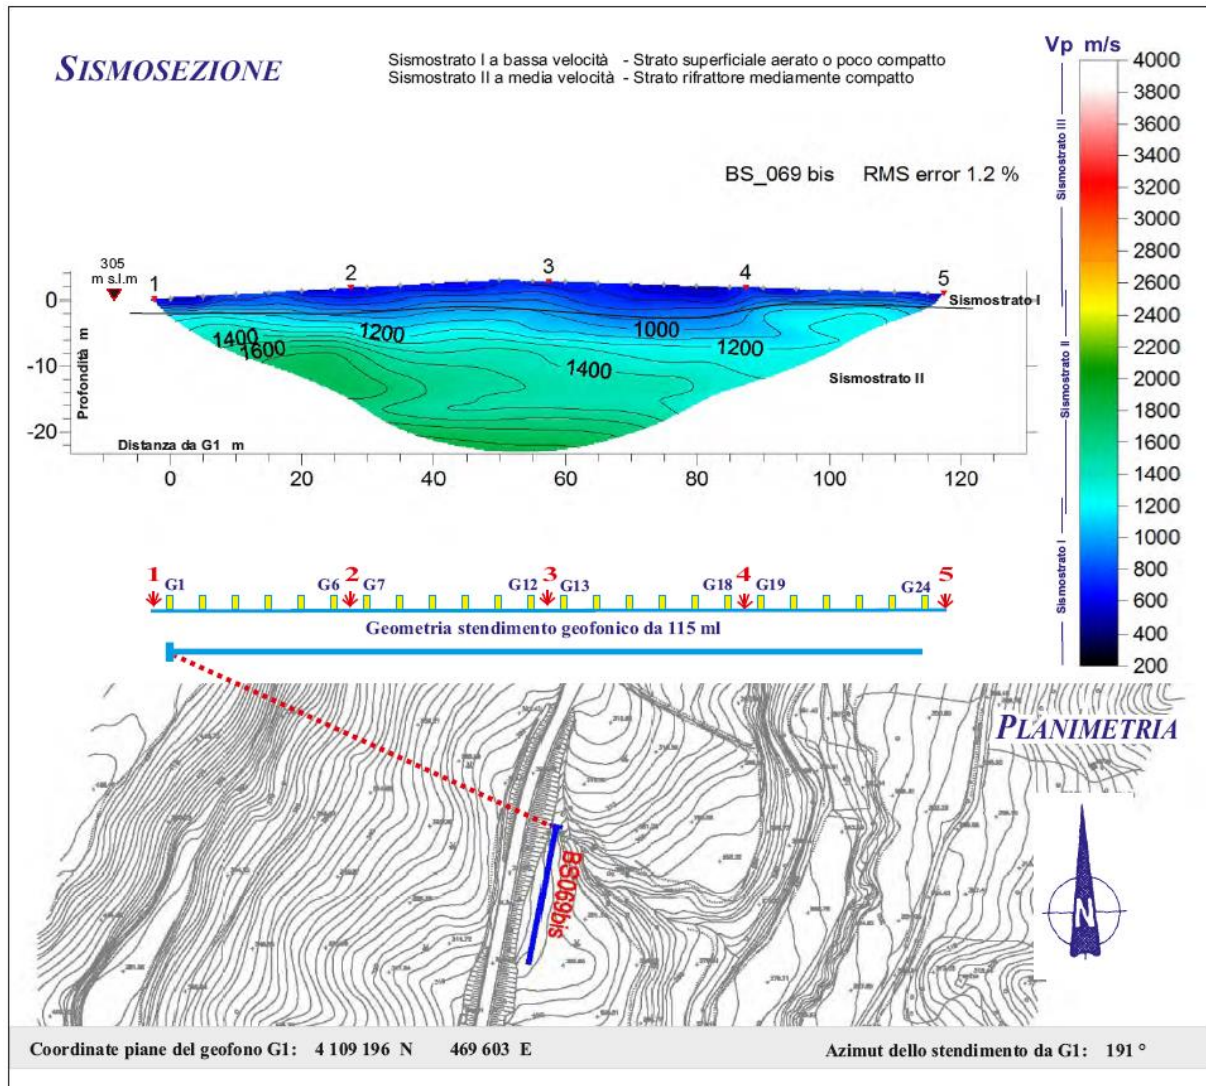 SISMOSEZIONE
Sismostrato I a bassa velocità - Strato superficiale aerato o poco compatto
Sismostrato II a media velocità - Strato rifrattore mediamente compatto
BS_069 bis RMS error 1.2 %
Vp m/s
4000
3800
3600
3400
3200
3000
2800
2600
2400
2200
2000
1800
1600
1400
1200
1000
800
600
400
200
Sismostrato III
Sismostrato II
Sismostrato I
305
m s.l.m
1 2 3 4 5
0
-10
-20
Profondità m
Sismostrato I
Sismostrato II
1400
1600
1200
1400
1000
1200
Distanza da G1 m
0 20 40 60 80 100 120
1 2 3 4 5
G1 G6 G7 G12 G13 G18 G19 G24
Geometria stendimento geofonico da 115 ml
PLANIMETRIA
BS069bis
N
Coordinate piane del geofono G1: 4 109 196 N 469 603 E
Azimut dello stendimento da G1: 191 °